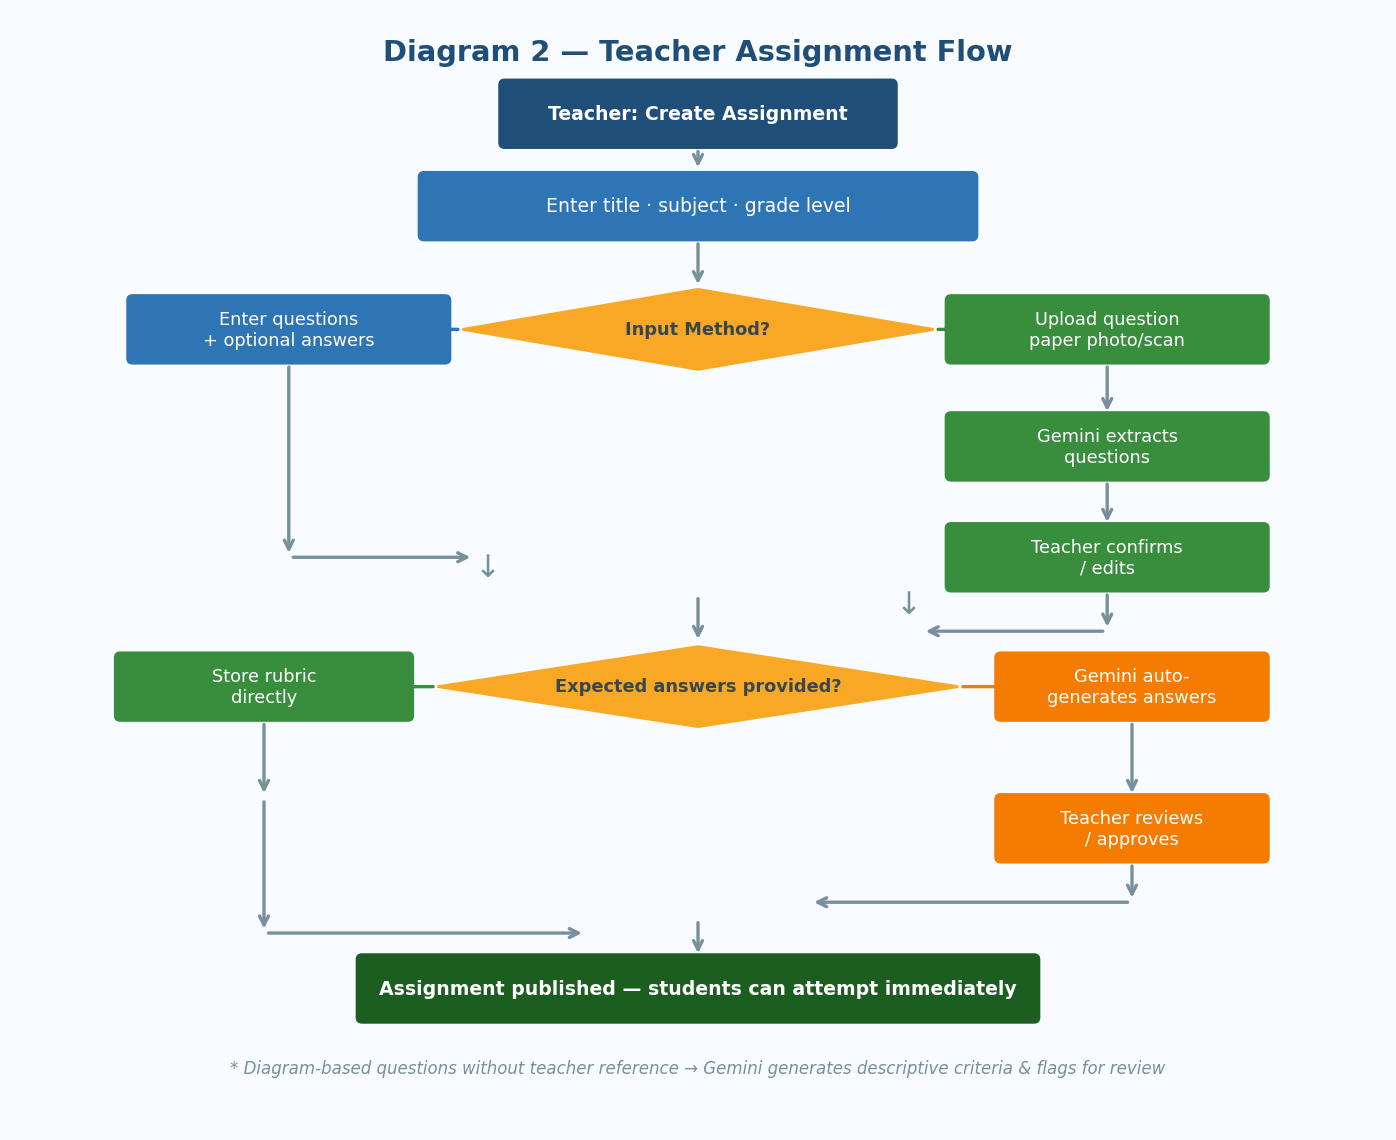 Diagram 2 — Teacher Assignment Flow
Teacher: Create Assignment
Enter title · subject · grade level
Enter questions
+ optional answers
Input Method?
Upload question
paper photo/scan
Gemini extracts
questions
Teacher confirms
/ edits
↓
↓
Store rubric
directly
Expected answers provided?
Gemini auto-
generates answers
Teacher reviews
/ approves
Assignment published — students can attempt immediately
* Diagram-based questions without teacher reference → Gemini generates descriptive criteria & flags for review